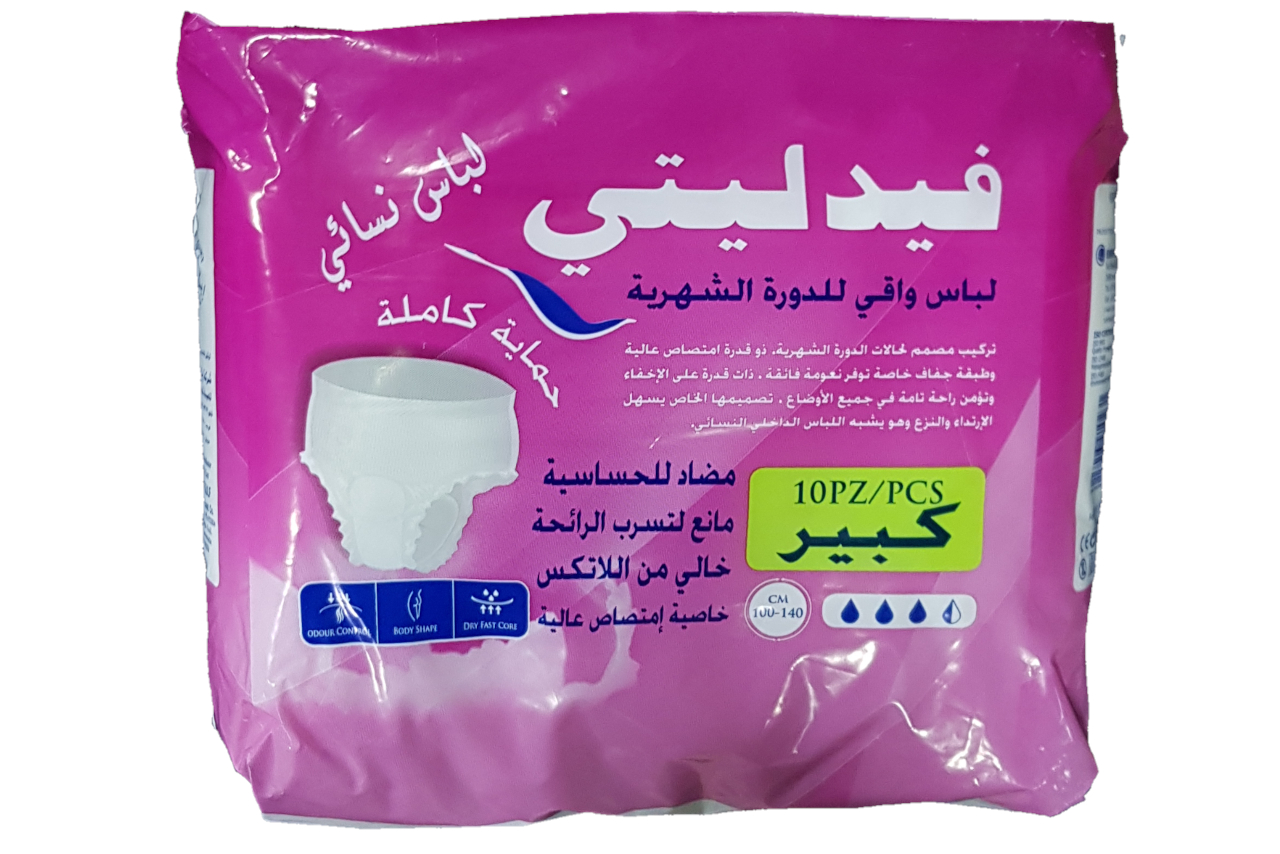 فيدليتي
لباس نسائي
حماية كاملة
لباس واقي للدورة الشهرية
تركيب مصمم لحالات الدورة الشهرية، ذو قدرة امتصاص عالية
وطبقة جفاف خاصة توفر نعومة فائقة ، ذات قدرة على الإخفاء
وتؤمن راحة تامة في جميع الأوضاع ، تصميمها الخاص يسهل
الإرتداء والنزع وهو يشبه اللباس الداخلي النسائي.
مضاد للحساسية
مانع لتسرب الرائحة
خالي من اللاتكس
خاصية إمتصاص عالية
10PZ/PCS
كبير
CM
100-140
ODOUR CONTROL
BODY SHAPE
DRY FAST CORE